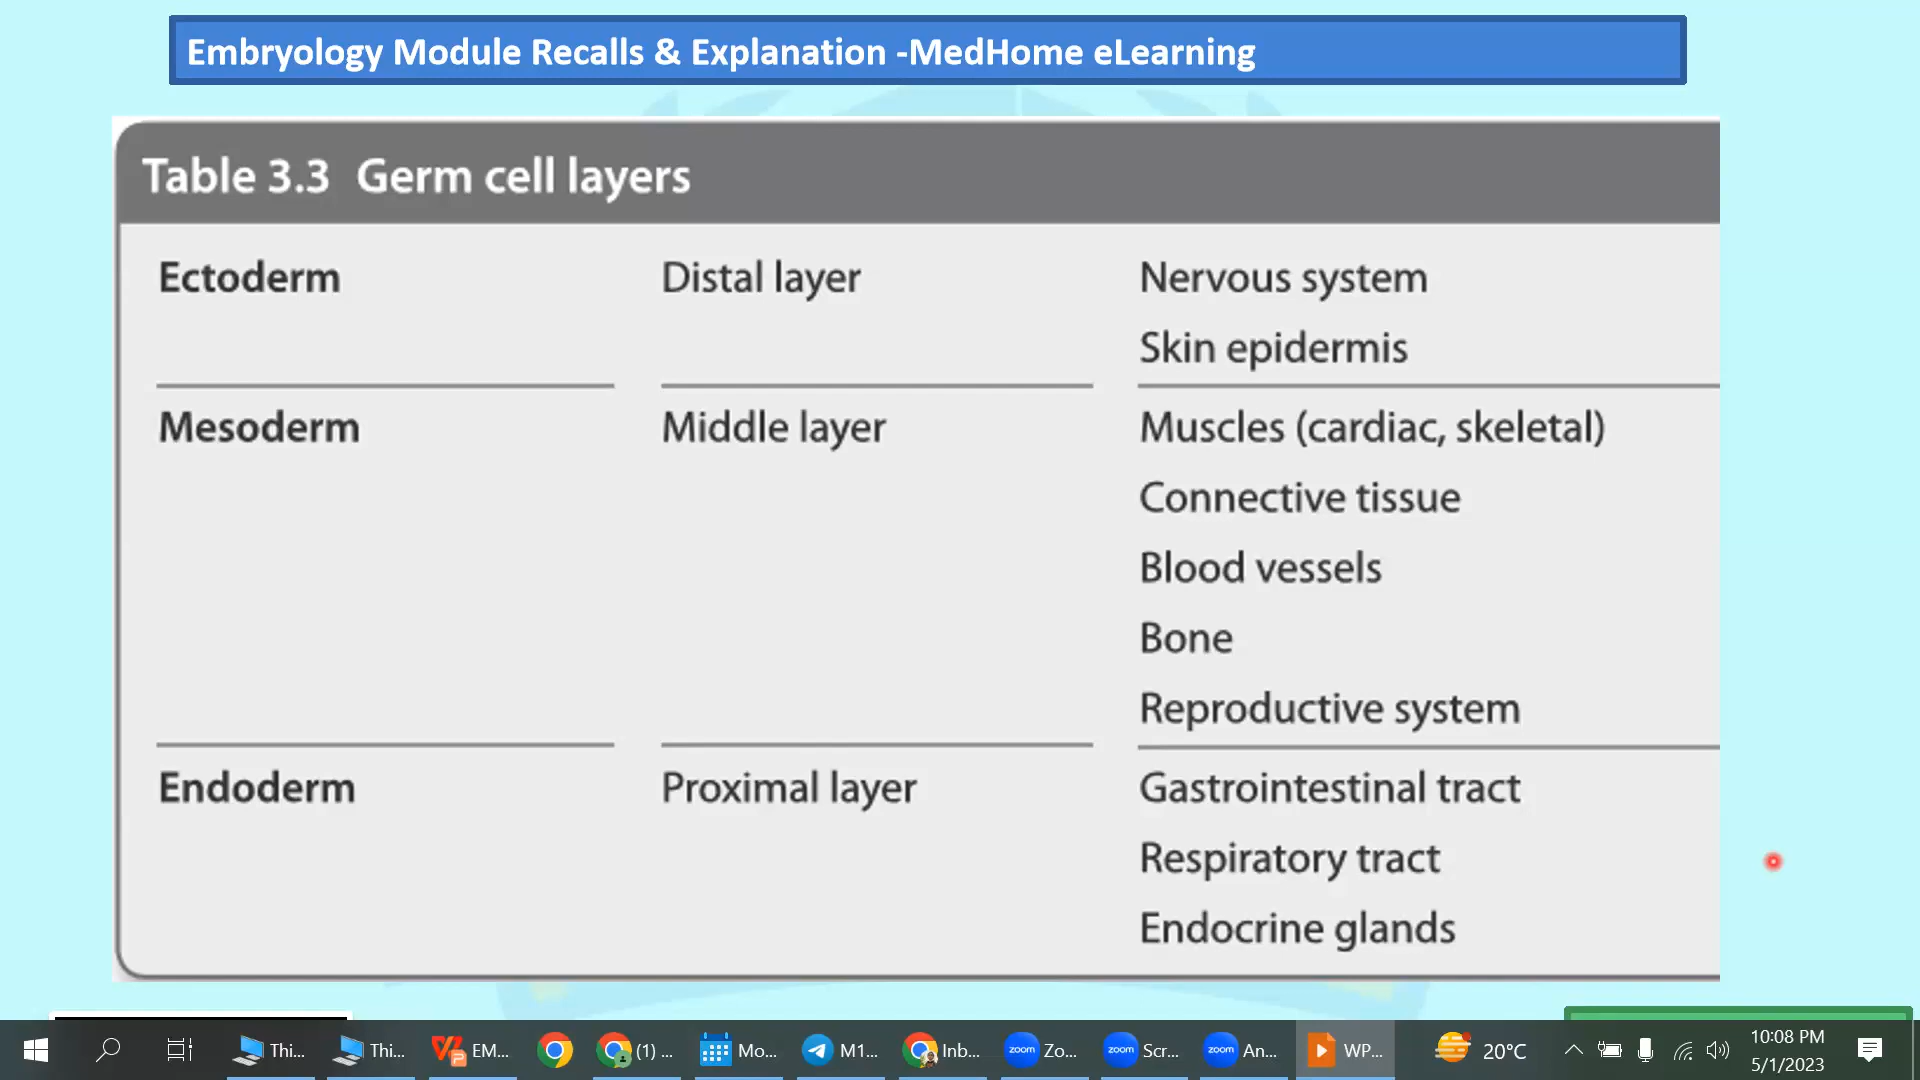 Embryology Module Recalls & Explanation -MedHome eLearning
Table 3.3 Germ cell layers
Ectoderm Distal layer Nervous system
Skin epidermis
Mesoderm Middle layer Muscles (cardiac, skeletal)
Connective tissue
Blood vessels
Bone
Reproductive system
Endoderm Proximal layer Gastrointestinal tract
Respiratory tract
Endocrine glands
Thi... Thi... EM... (1) ... Mo... M1... Inb... zoom Zo... zoom Scr... zoom An... WP... 20°C 10:08 PM
5/1/2023